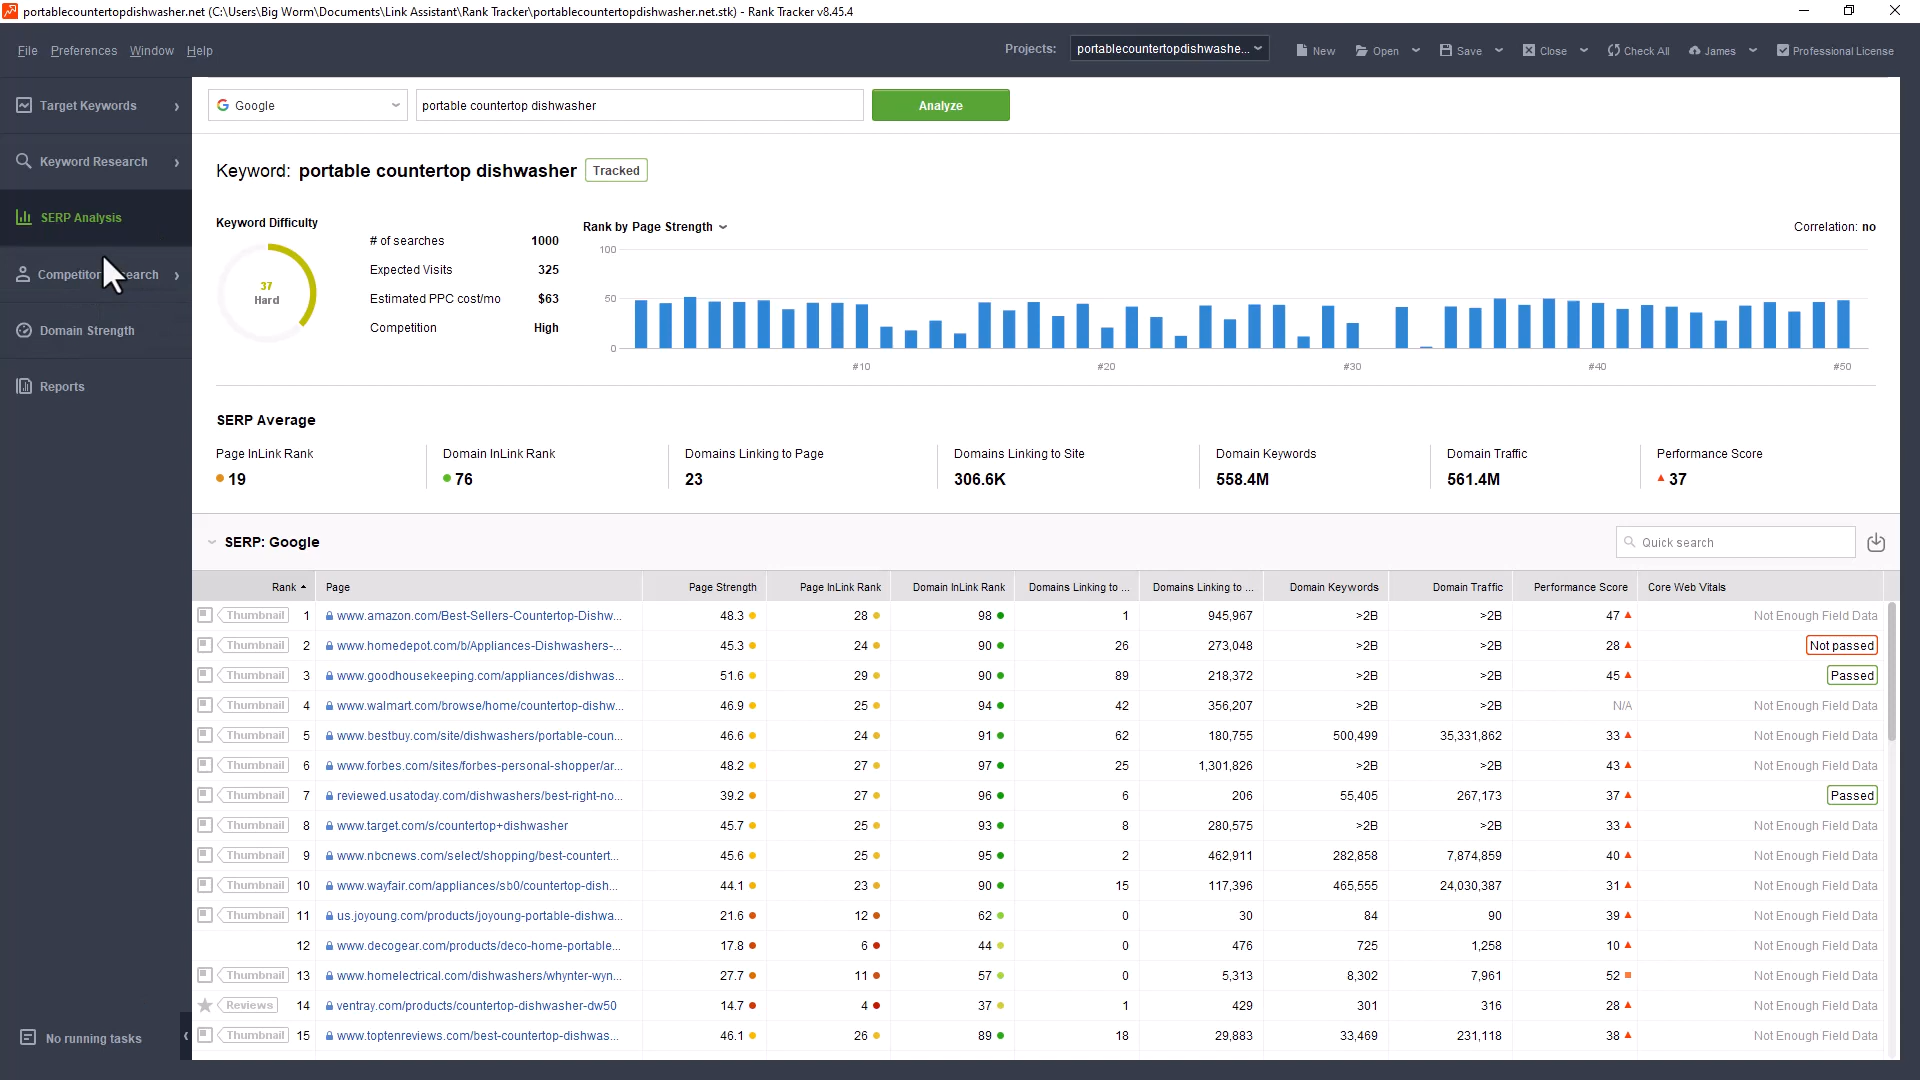 portablecountertopdishwasher.net (C:\Users\Big Worm\Documents\Link Assistant\Rank Tracker\portablecountertopdishwasher.net.stk) - Rank Tracker v8.45.4
File Preferences Window Help
Projects: portablecountertopdishwashe... New Open Save Close Check All James Professional License
Target Keywords
Keyword Research
SERP Analysis
Domain Strength
Reports
No running tasks
Google portable countertop dishwasher Analyze
Keyword: portable countertop dishwasher Tracked
Keyword Difficulty
37
Hard
# of searches 1000
Expected Visits 325
Estimated PPC cost/mo $63
Competition High
Rank by Page Strength Correlation: no
100
50
0
#10 #20 #30 #40 #50
SERP Average
Page InLink Rank Domain InLink Rank Domains Linking to Page Domains Linking to Site Domain Keywords Domain Traffic Performance Score
19 76 23 306.6K 558.4M 561.4M 37
SERP: Google Quick search
Rank Page Page Strength Page InLink Rank Domain InLink Rank Domains Linking to ... Domains Linking to ... Domain Keywords Domain Traffic Performance Score Core Web Vitals
Thumbnail 1 www.amazon.com/Best-Sellers-Countertop-Dishw... 48.3 28 98 1 945,967 >2B >2B 47 Not Enough Field Data
Thumbnail 2 www.homedepot.com/b/Appliances-Dishwashers-... 45.3 24 90 26 273,048 >2B >2B 28 Not passed
Thumbnail 3 www.goodhousekeeping.com/appliances/dishwas... 51.6 29 90 89 218,372 >2B >2B 45 Passed
Thumbnail 4 www.walmart.com/browse/home/countertop-dishw... 46.9 25 94 42 356,207 >2B >2B N/A Not Enough Field Data
Thumbnail 5 www.bestbuy.com/site/dishwashers/portable-coun... 46.6 24 91 62 180,755 500,499 35,331,862 33 Not Enough Field Data
Thumbnail 6 www.forbes.com/sites/forbes-personal-shopper/ar... 48.2 27 97 25 1,301,826 >2B >2B 43 Not Enough Field Data
Thumbnail 7 reviewed.usatoday.com/dishwashers/best-right-no... 39.2 27 96 6 206 55,405 267,173 37 Passed
Thumbnail 8 www.target.com/s/countertop+dishwasher 45.7 25 93 8 280,575 >2B >2B 33 Not Enough Field Data
Thumbnail 9 www.nbcnews.com/select/shopping/best-countert... 45.6 25 95 2 462,911 282,858 7,874,859 40 Not Enough Field Data
Thumbnail 10 www.wayfair.com/appliances/sb0/countertop-dish... 44.1 23 90 15 117,396 465,555 24,030,387 31 Not Enough Field Data
Thumbnail 11 us.joyoung.com/products/joyoung-portable-dishwa... 21.6 12 62 0 30 84 90 39 Not Enough Field Data
12 www.decogear.com/products/deco-home-portable... 17.8 6 44 0 476 725 1,258 10 Not Enough Field Data
Thumbnail 13 www.homelectrical.com/dishwashers/whynter-wyn... 27.7 11 57 0 5,313 8,302 7,961 52 Not Enough Field Data
Reviews 14 ventray.com/products/countertop-dishwasher-dw50 14.7 4 37 1 429 301 316 28 Not Enough Field Data
Thumbnail 15 www.toptenreviews.com/best-countertop-dishwas... 46.1 26 89 18 29,883 33,469 231,118 38 Not Enough Field Data